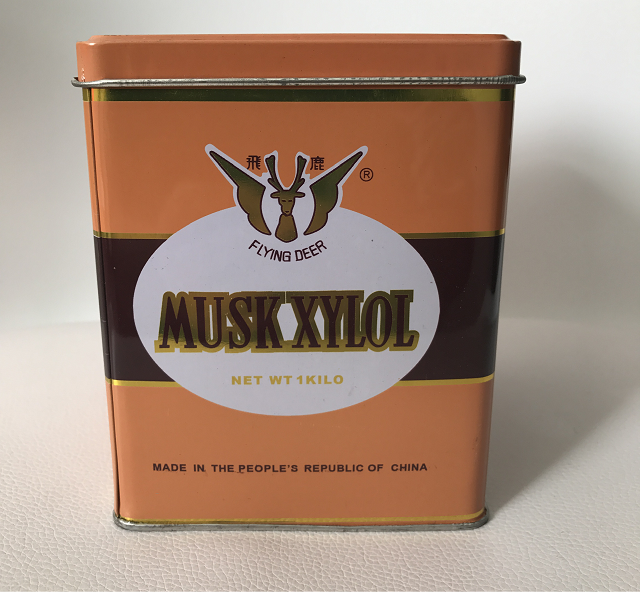 飛 鹿
®
FLYING DEER
MUSK XYLOL
NET WT 1KILO
MADE IN THE PEOPLE'S REPUBLIC OF CHINA